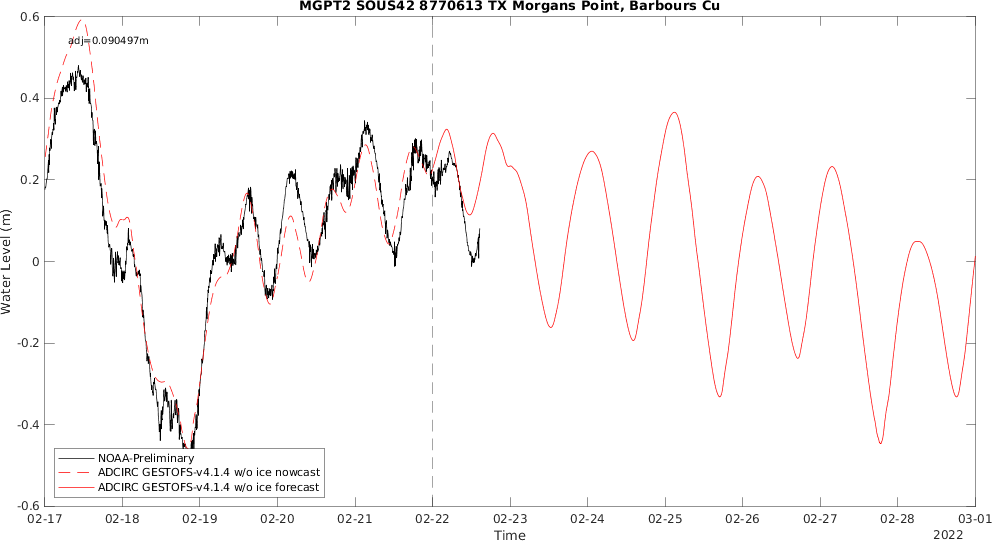 MGPT2 SOUS42 8770613 TX Morgans Point, Barbours Cu
adj=0.090497m
Water Level (m)
0.6
0.4
0.2
0
-0.2
-0.4
-0.6
NOAA-Preliminary
ADCIRC GESTOFS-v4.1.4 w/o ice nowcast
ADCIRC GESTOFS-v4.1.4 w/o ice forecast
02-17 02-18 02-19 02-20 02-21 02-22 02-23 02-24 02-25 02-26 02-27 02-28 03-01
Time
2022